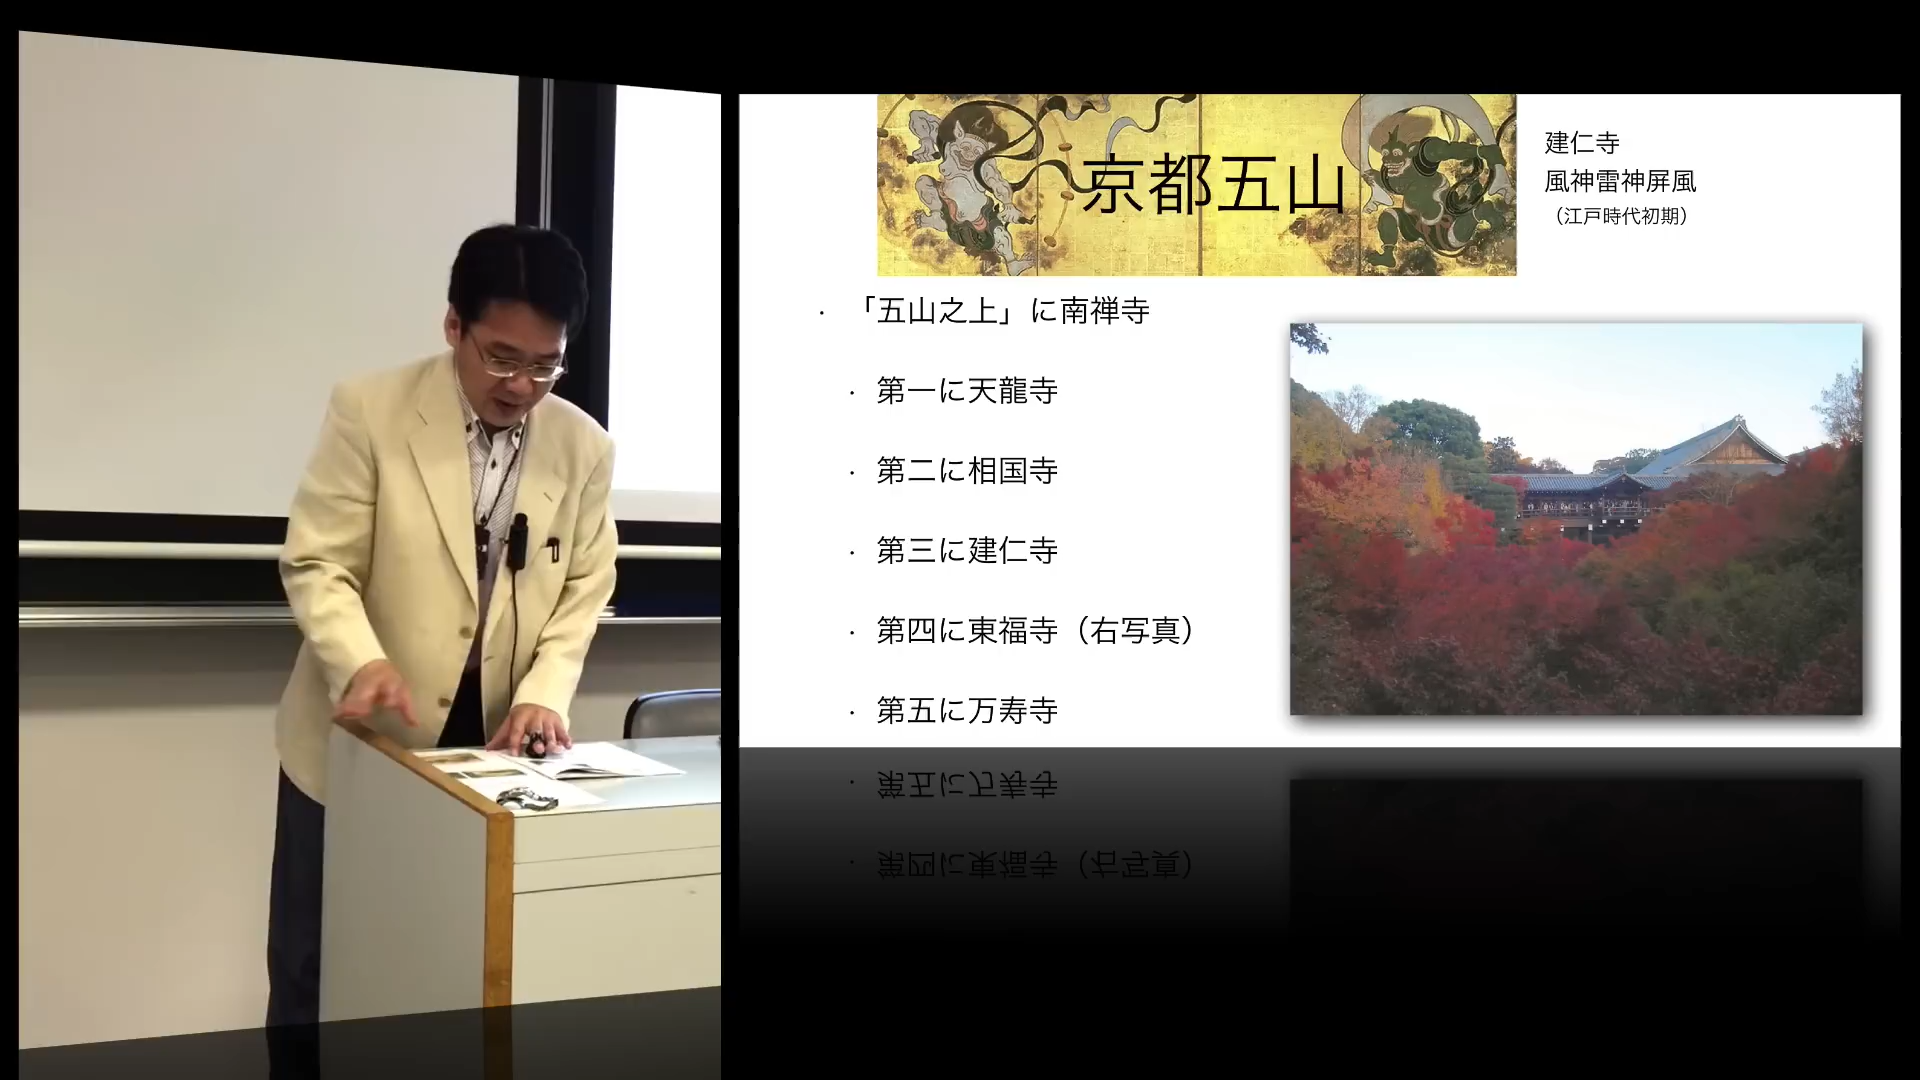 京都五山
建仁寺
風神雷神屏風
（江戸時代初期）
・「五山之上」に南禅寺
・第一に天龍寺
・第二に相国寺
・第三に建仁寺
・第四に東福寺（右写真）
・第五に万寿寺